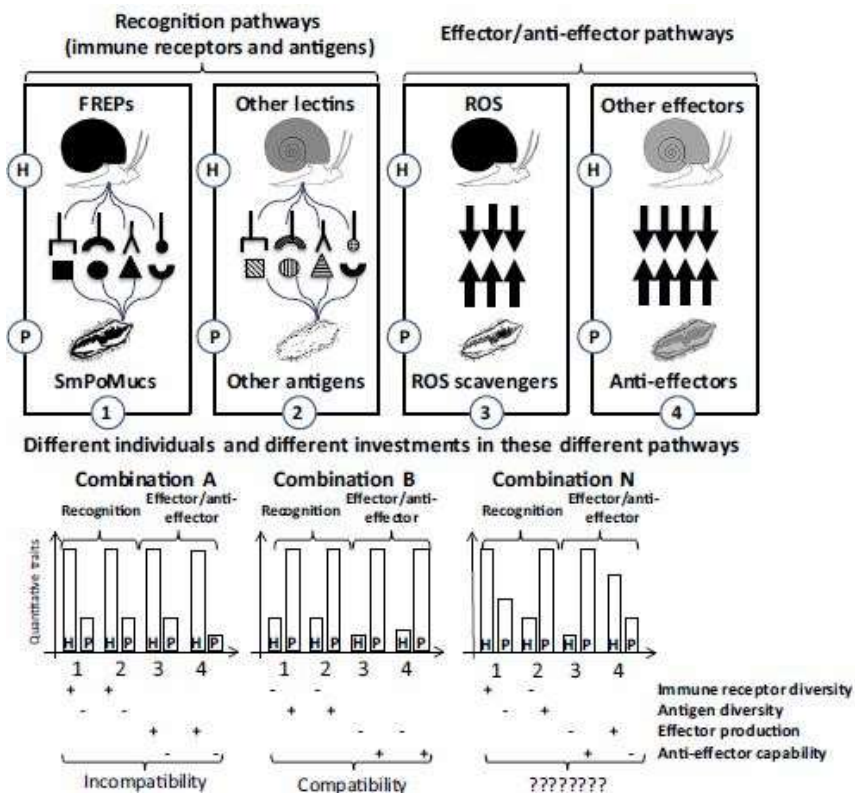 Recognition pathways
(immune receptors and antigens)
Effector/anti-effector pathways
FREPs
Other lectins
ROS
Other effectors
H
H
H
H
P
P
P
P
SmPoMucs
Other antigens
ROS scavengers
Anti-effectors
1
2
3
4
Different individuals and different investments in these different pathways
Combination A
Combination B
Combination N
Recognition
Effector/anti-
effector
Recognition
Effector/anti-
effector
Recognition
Effector/anti-
effector
Quantitative traits
H P H P H P H P
H P H P H P H P
H P H P H P H P
1 2 3 4
1 2 3 4
1 2 3 4
+ + - - + - Immune receptor diversity
- - + + - + Antigen diversity
+ + - - - + Effector production
- - + + + - Anti-effector capability
Incompatibility
Compatibility
????????